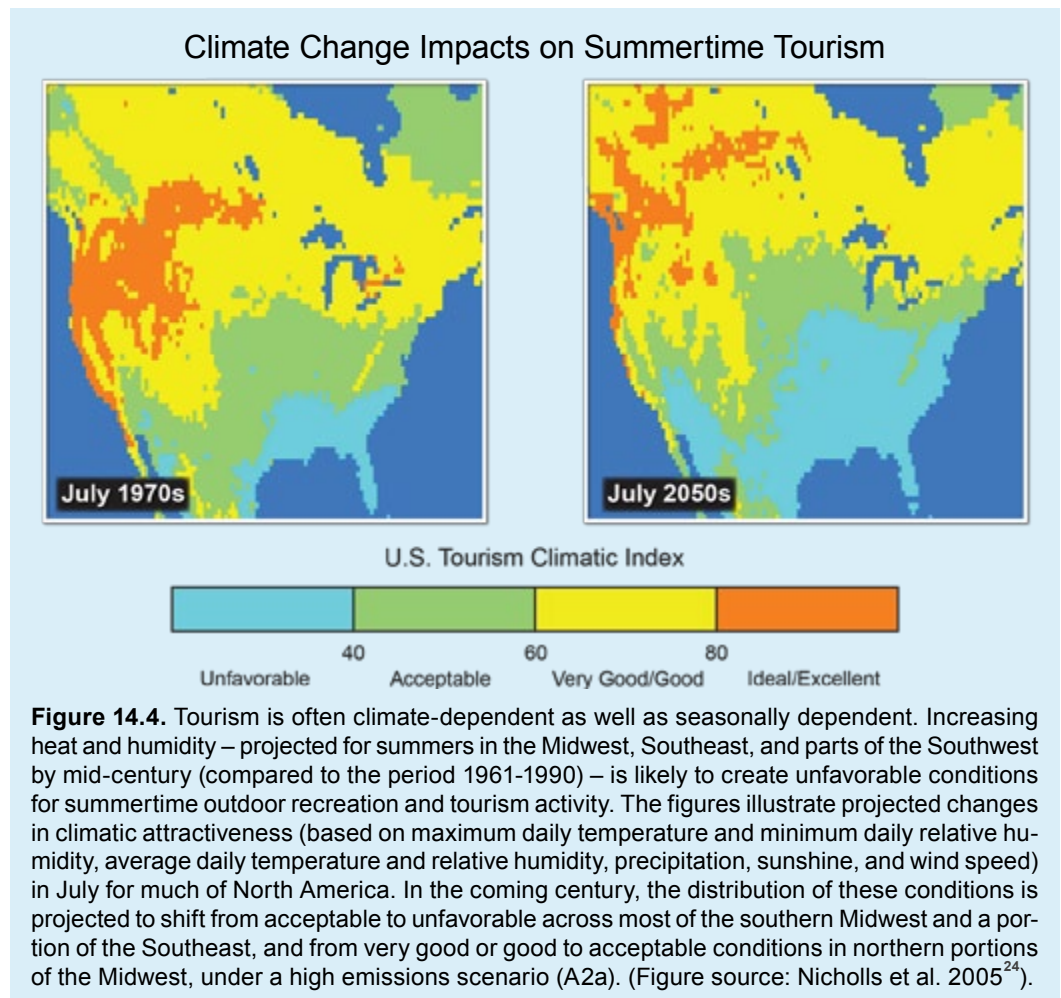 Climate Change Impacts on Summertime Tourism
July 1970s
July 2050s
U.S. Tourism Climatic Index
40 60 80
Unfavorable Acceptable Very Good/Good Ideal/Excellent
Figure 14.4. Tourism is often climate-dependent as well as seasonally dependent. Increasing
heat and humidity – projected for summers in the Midwest, Southeast, and parts of the Southwest
by mid-century (compared to the period 1961-1990) – is likely to create unfavorable conditions
for summertime outdoor recreation and tourism activity. The figures illustrate projected changes
in climatic attractiveness (based on maximum daily temperature and minimum daily relative hu-
midity, average daily temperature and relative humidity, precipitation, sunshine, and wind speed)
in July for much of North America. In the coming century, the distribution of these conditions is
projected to shift from acceptable to unfavorable across most of the southern Midwest and a por-
tion of the Southeast, and from very good or good to acceptable conditions in northern portions
of the Midwest, under a high emissions scenario (A2a). (Figure source: Nicholls et al. 2005²⁴).